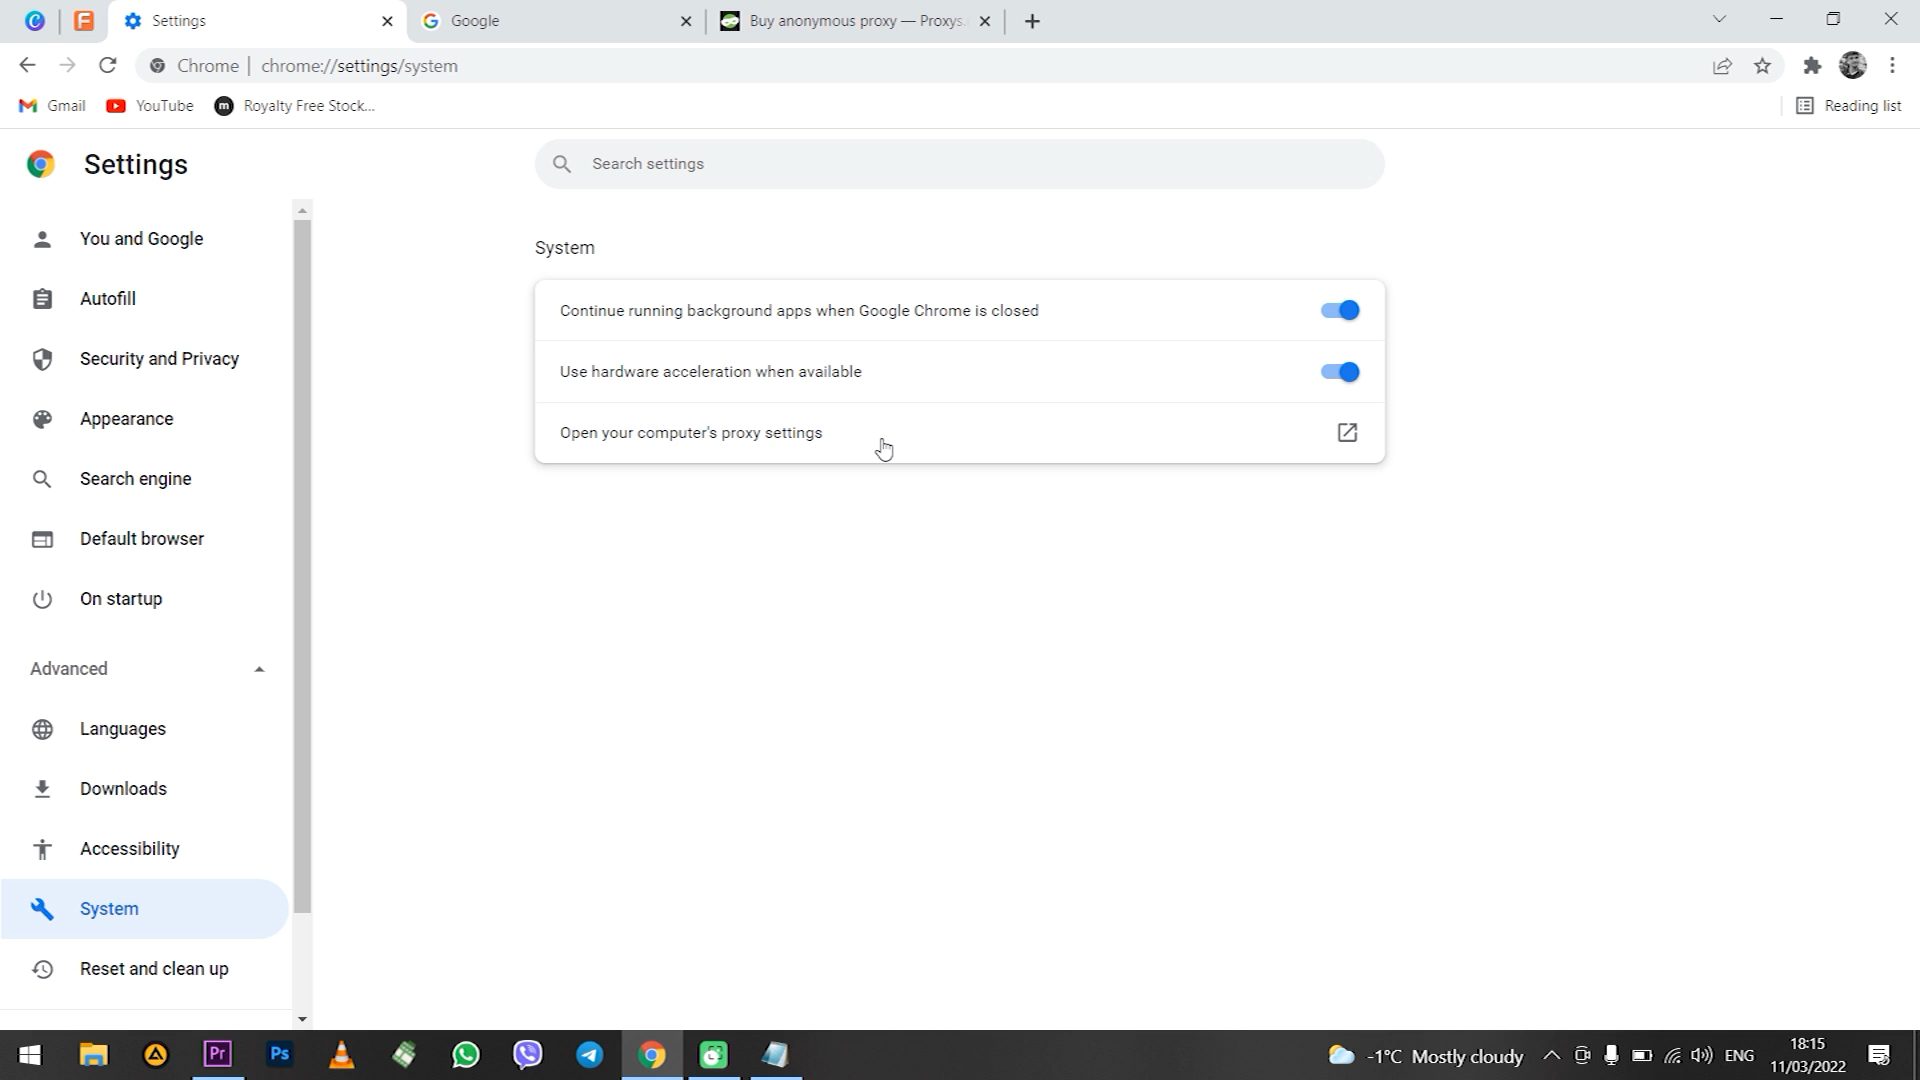 Settings
Google
Buy anonymous proxy — Proxys.
Chrome | chrome://settings/system
Gmail
YouTube
Royalty Free Stock...
Reading list
Settings
Search settings
You and Google
Autofill
Security and Privacy
Appearance
Search engine
Default browser
On startup
Advanced
Languages
Downloads
Accessibility
System
Reset and clean up
System
Continue running background apps when Google Chrome is closed
Use hardware acceleration when available
Open your computer's proxy settings
Pr
Ps
-1°C Mostly cloudy
ENG
18:15
11/03/2022